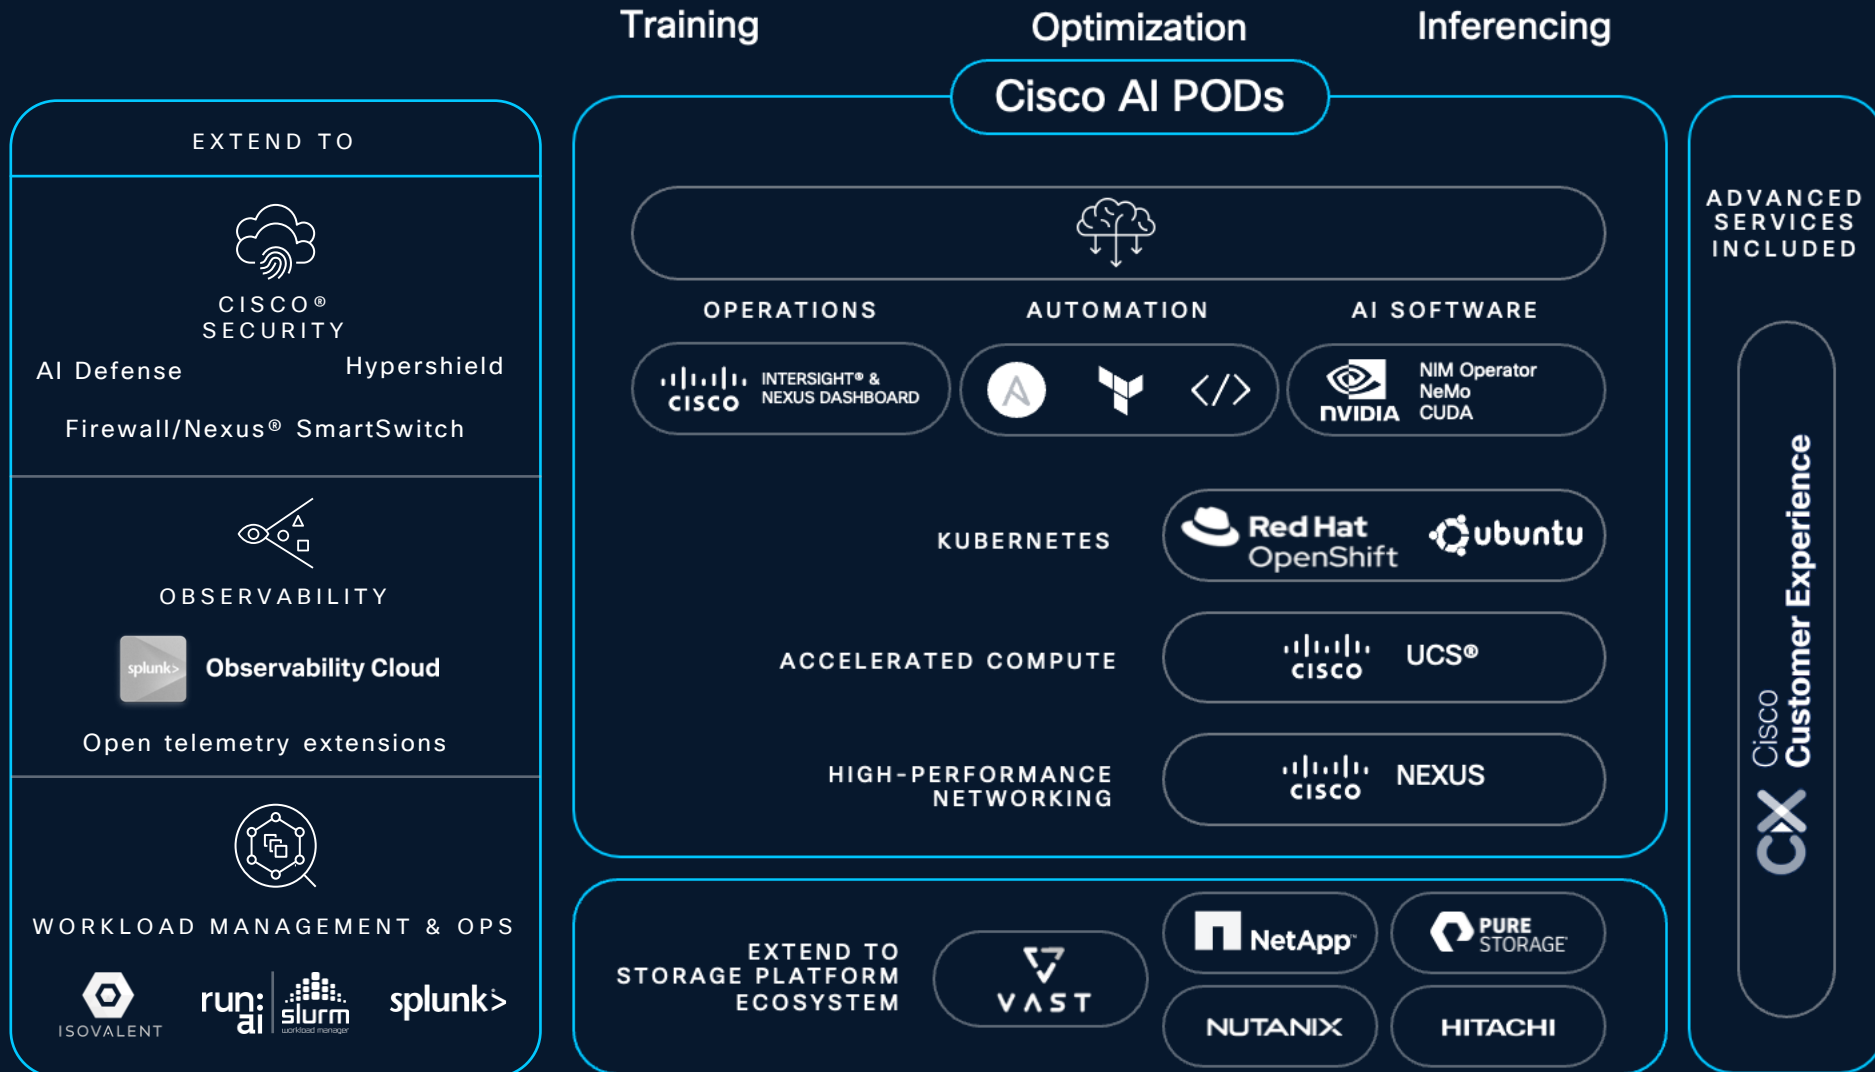 Training
Optimization
Inferencing
Cisco AI PODs
EXTEND TO
CISCO®
SECURITY
AI Defense
Hypershield
Firewall/Nexus® SmartSwitch
OBSERVABILITY
splunk>
Observability Cloud
Open telemetry extensions
WORKLOAD MANAGEMENT & OPS
ISOVALENT
run:
ai
slurm
workload manager
splunk>
OPERATIONS
CISCO
INTERSIGHT® &
NEXUS DASHBOARD
AUTOMATION
A
</>
AI SOFTWARE
NVIDIA
NIM Operator
NeMo
CUDA
KUBERNETES
Red Hat
OpenShift
ubuntu
ACCELERATED COMPUTE
CISCO
UCS®
HIGH-PERFORMANCE
NETWORKING
CISCO
NEXUS
EXTEND TO
STORAGE PLATFORM
ECOSYSTEM
VAST
NetApp™
PURE
STORAGE®
NUTANIX
HITACHI
ADVANCED
SERVICES
INCLUDED
CX
Cisco
Customer Experience